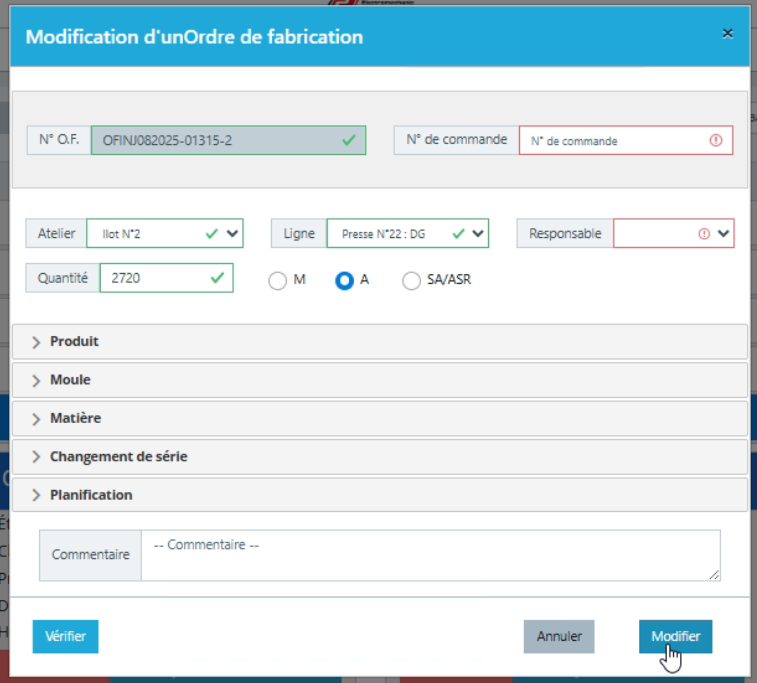 Modification d'unOrdre de fabrication ×
N° O.F. OFINJ082025-01315-2 N° de commande N° de commande
Atelier Ilot N°2 Ligne Presse N°22 : DG Responsable
Quantité 2720 M A SA/ASR
Produit
Moule
Matière
Changement de série
Planification
Commentaire -- Commentaire --
Vérifier Annuler Modifier